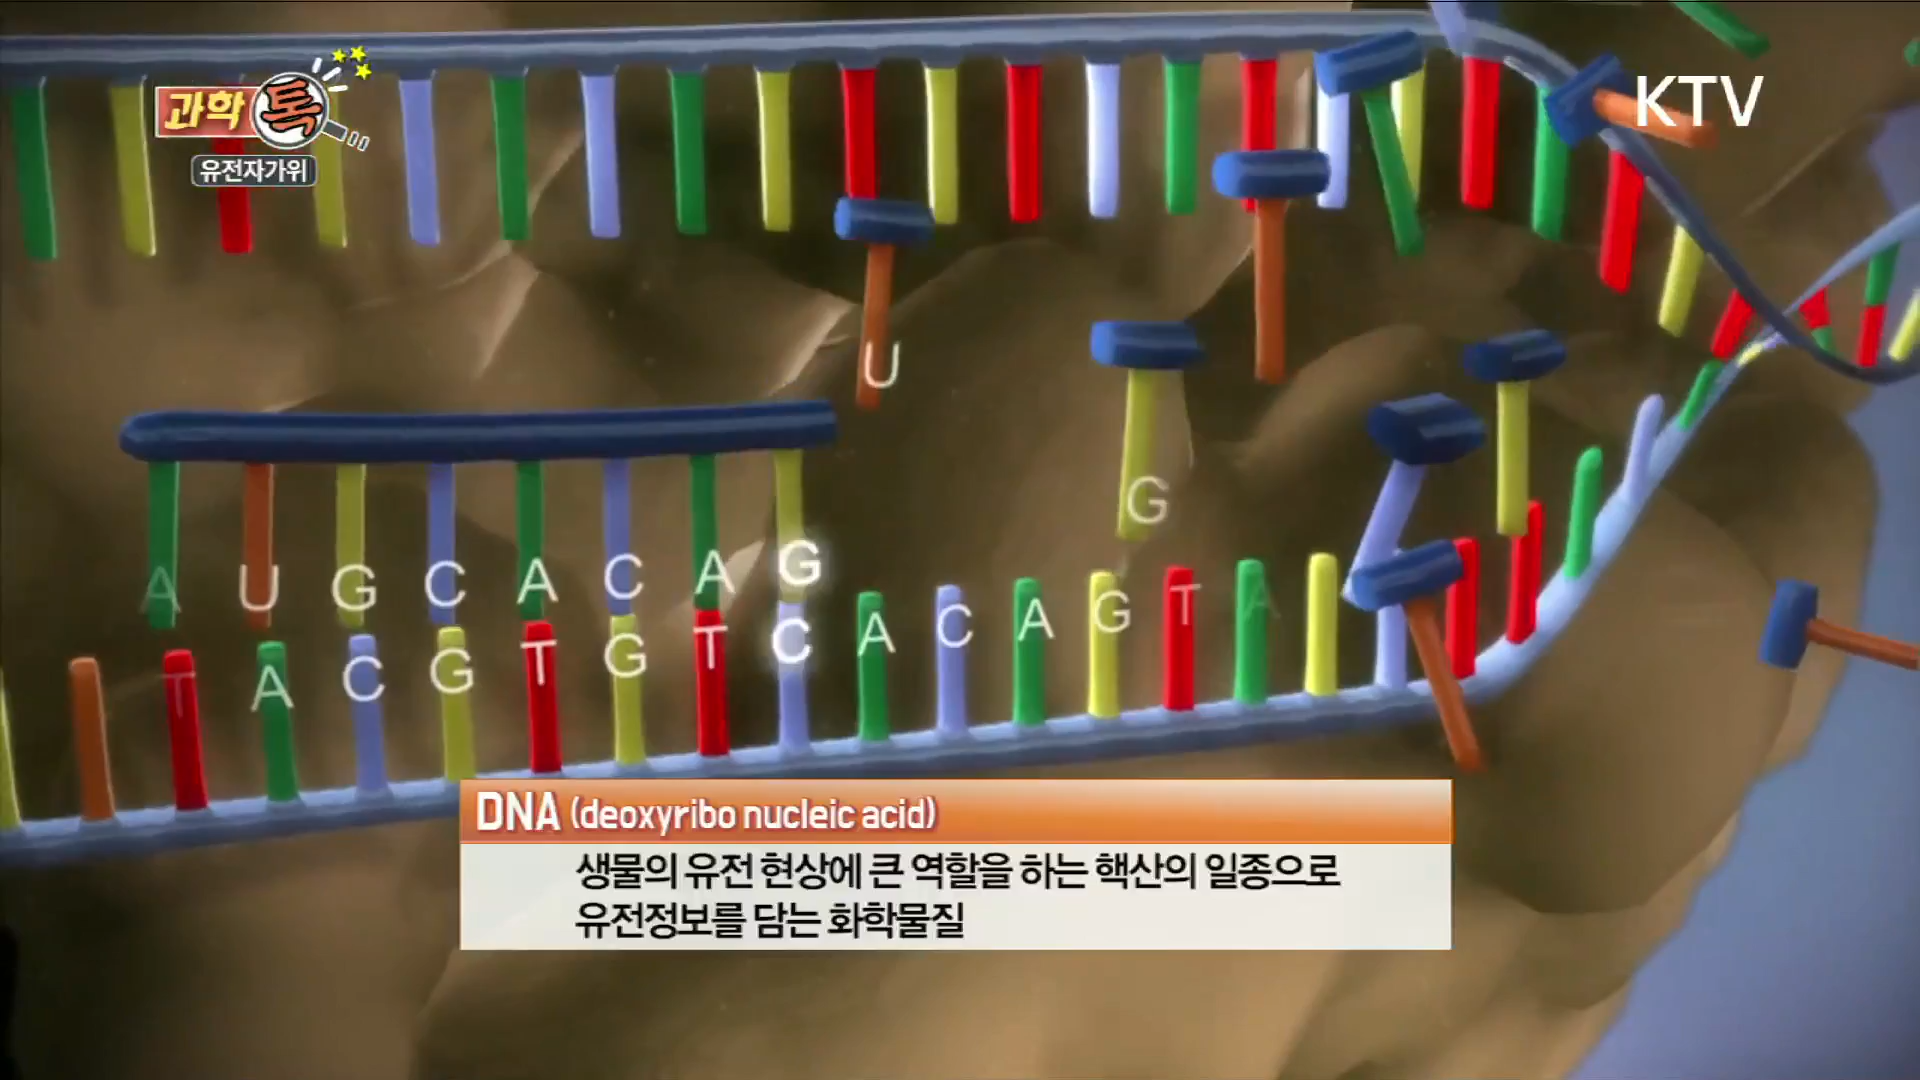 과학톡
유전자가위
KTV
U
G
A U G C A C A G
T A C G T G T C A C A G T A
DNA (deoxyribo nucleic acid)
생물의 유전 현상에 큰 역할을 하는 핵산의 일종으로
유전정보를 담는 화학물질